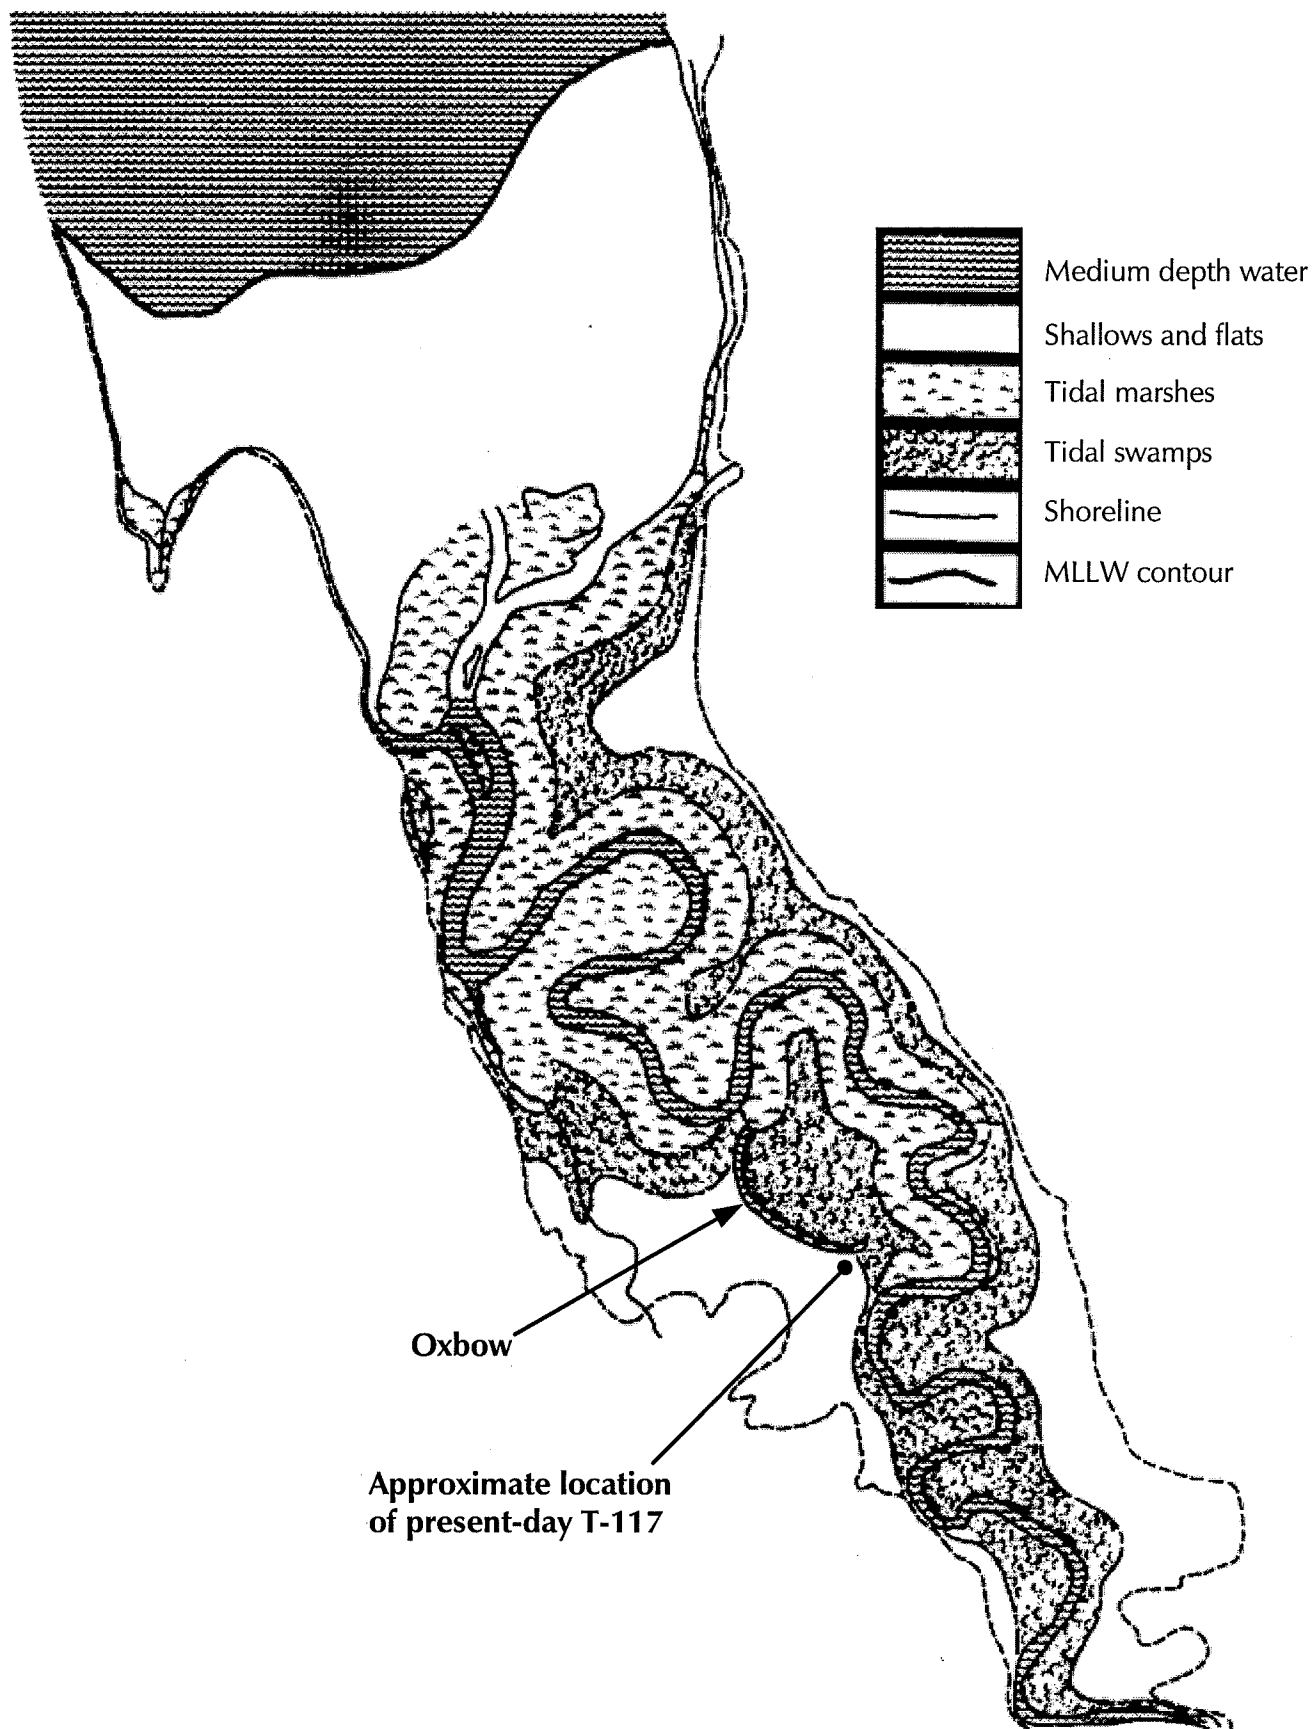 Medium depth water
Shallows and flats
Tidal marshes
Tidal swamps
Shoreline
MLLW contour
Oxbow
Approximate location
of present-day T-117